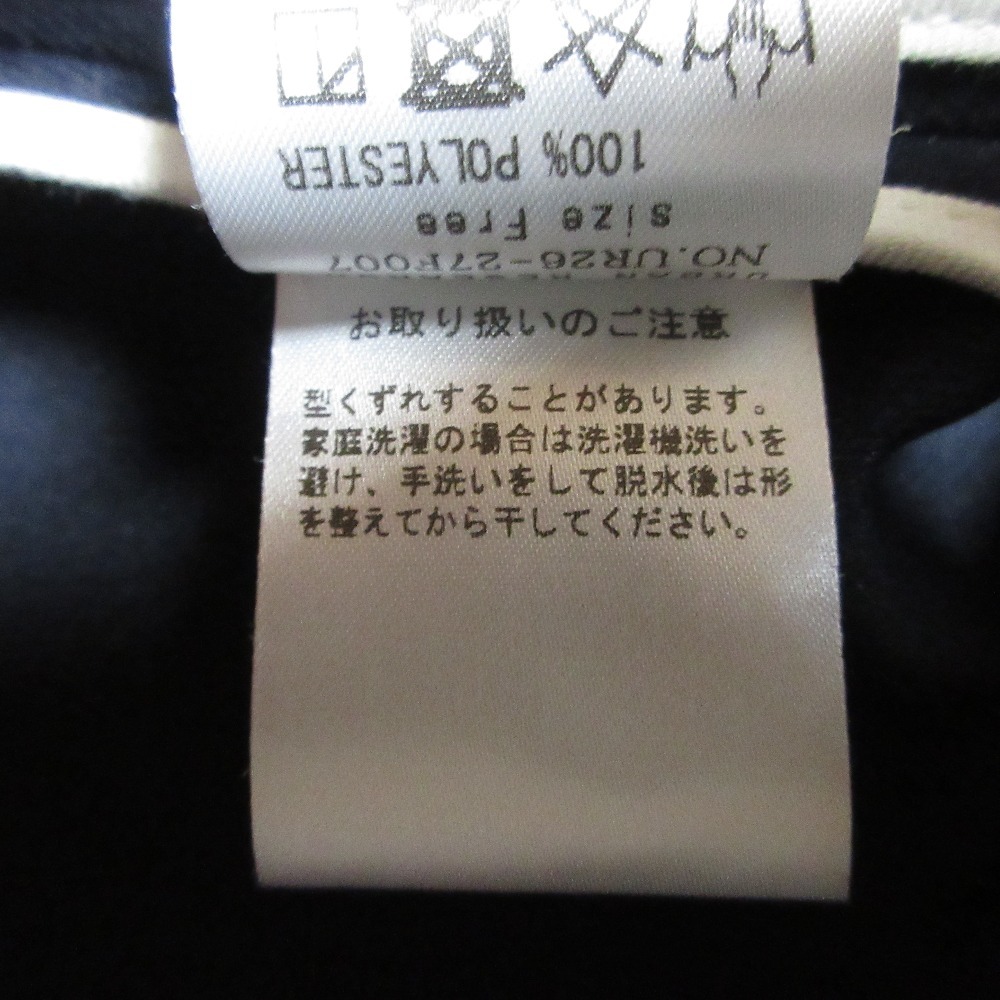 100% POLYESTER
size Free
NO.UR26-27F007
お取り扱いのご注意
型くずれすることがあります。
家庭洗濯の場合は洗濯機洗いを
避け、手洗いをして脱水後は形
を整えてから干してください。